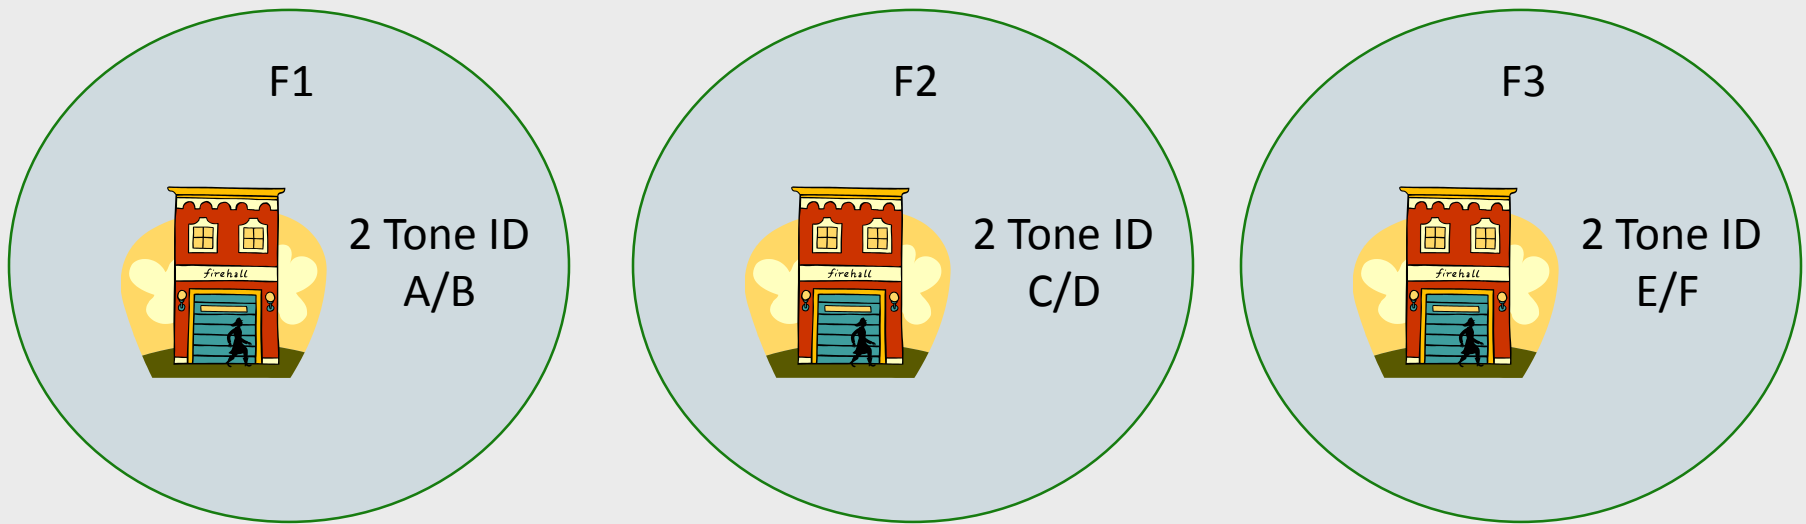 F1
firehall
2 Tone ID
A/B
F2
firehall
2 Tone ID
C/D
F3
firehall
2 Tone ID
E/F